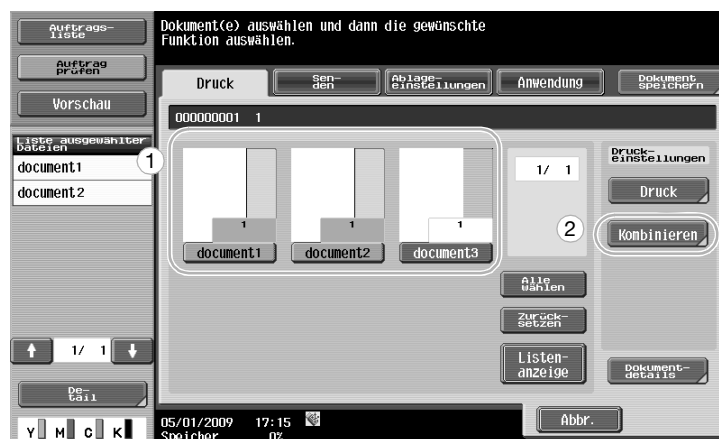 Auftrags-
liste
Auftrag
prüfen
Vorschau
Liste ausgewählter
Dateien
document1
document2
1/ 1
De-
tail
Y M C K
Dokument(e) auswählen und dann die gewünschte
Funktion auswählen.
Druck
Sen-
den
Ablage-
einstellungen
Anwendung
Dokument
speichern
000000001 1
1
1 1 1
document1 document2 document3
1/ 1
Alle
wählen
Zurück-
setzen
Listen-
anzeige
Druck-
einstellungen
Druck
2
Kombinieren
Dokument-
details
05/01/2009 17:15
Speicher 0%
Abbr.